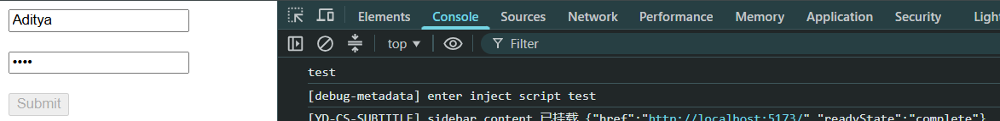 Aditya
••••
Submit
Elements Console Sources Network Performance Memory Application Security Ligh
top ▼ Filter
test
[debug-metadata] enter inject script test
[YD-CS-SUBTITLE] sidebar content 已挂载 {"href":"http://localhost:5173/","readyState":"complete"}